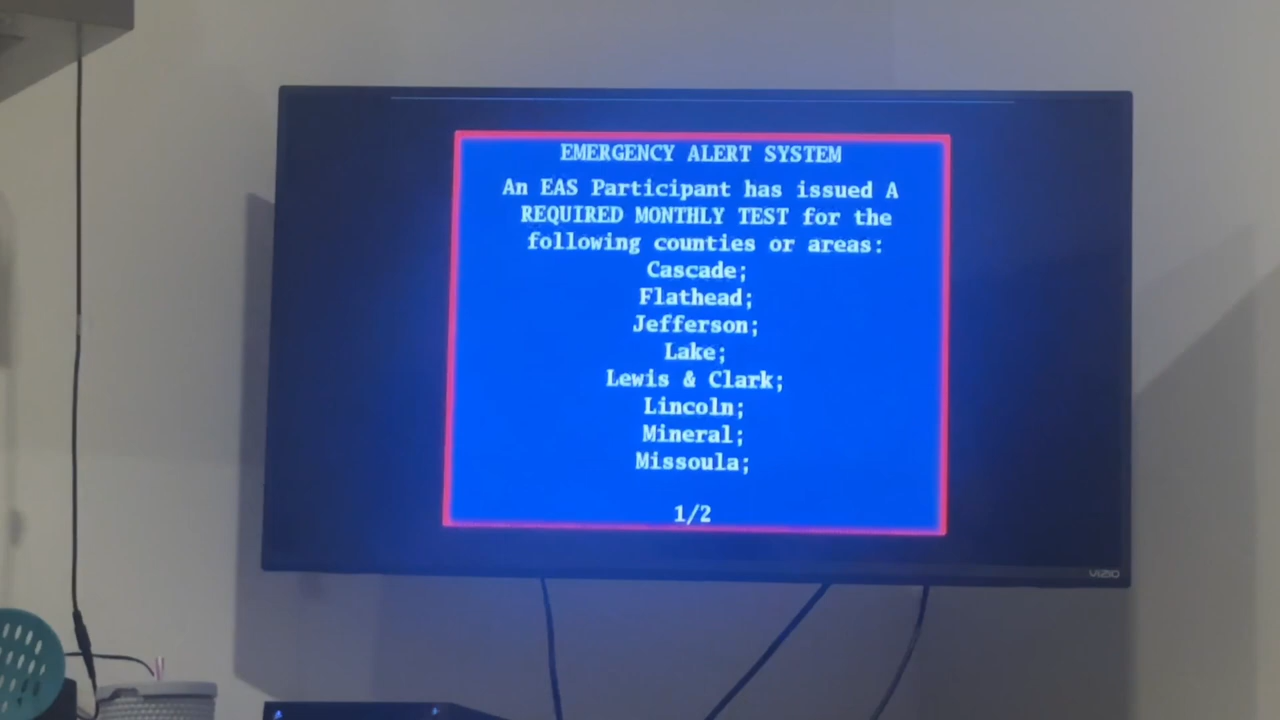 EMERGENCY ALERT SYSTEM
An EAS Participant has issued A
REQUIRED MONTHLY TEST for the
following counties or areas:
Cascade;
Flathead;
Jefferson;
Lake;
Lewis & Clark;
Lincoln;
Mineral;
Missoula;
1/2
VIZIO